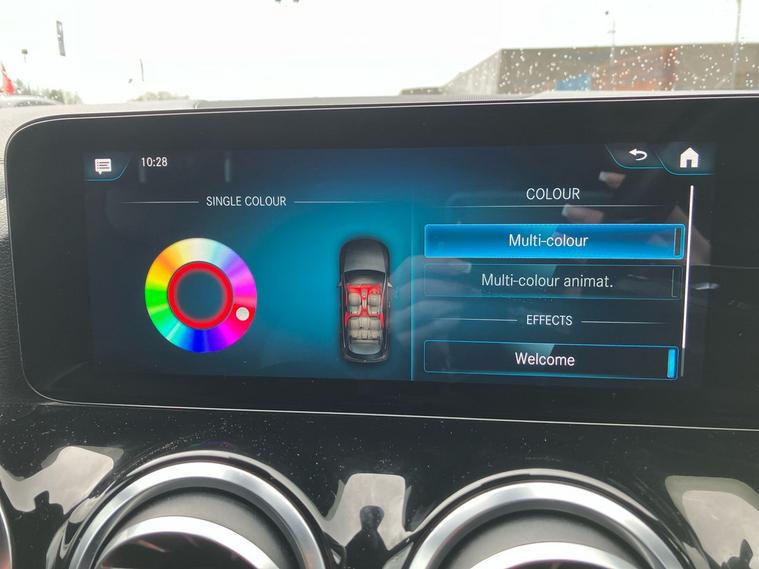 10:28
SINGLE COLOUR
COLOUR
Multi-colour
Multi-colour animat.
EFFECTS
Welcome